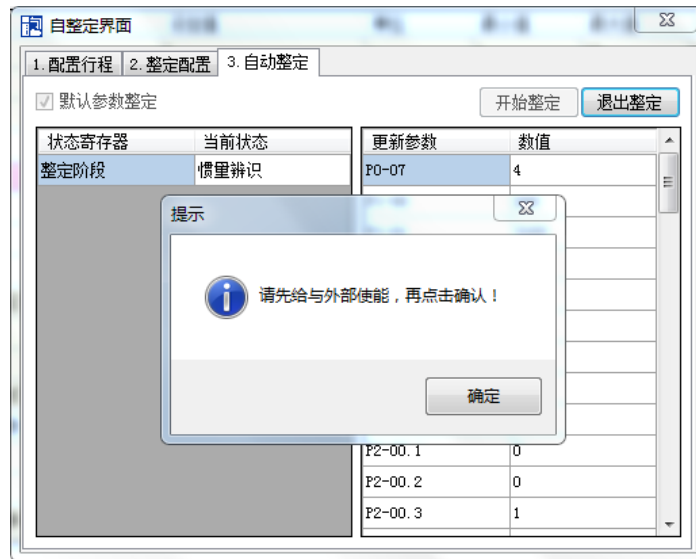 自整定界面
1.配置行程 2.整定配置 3.自动整定
默认参数整定 开始整定 退出整定
状态寄存器 当前状态 更新参数 数值
整定阶段 惯量辨识 P0-07 4
提示
请先给与外部使能，再点击确认！
确定
P2-00.1 0
P2-00.2 0
P2-00.3 1